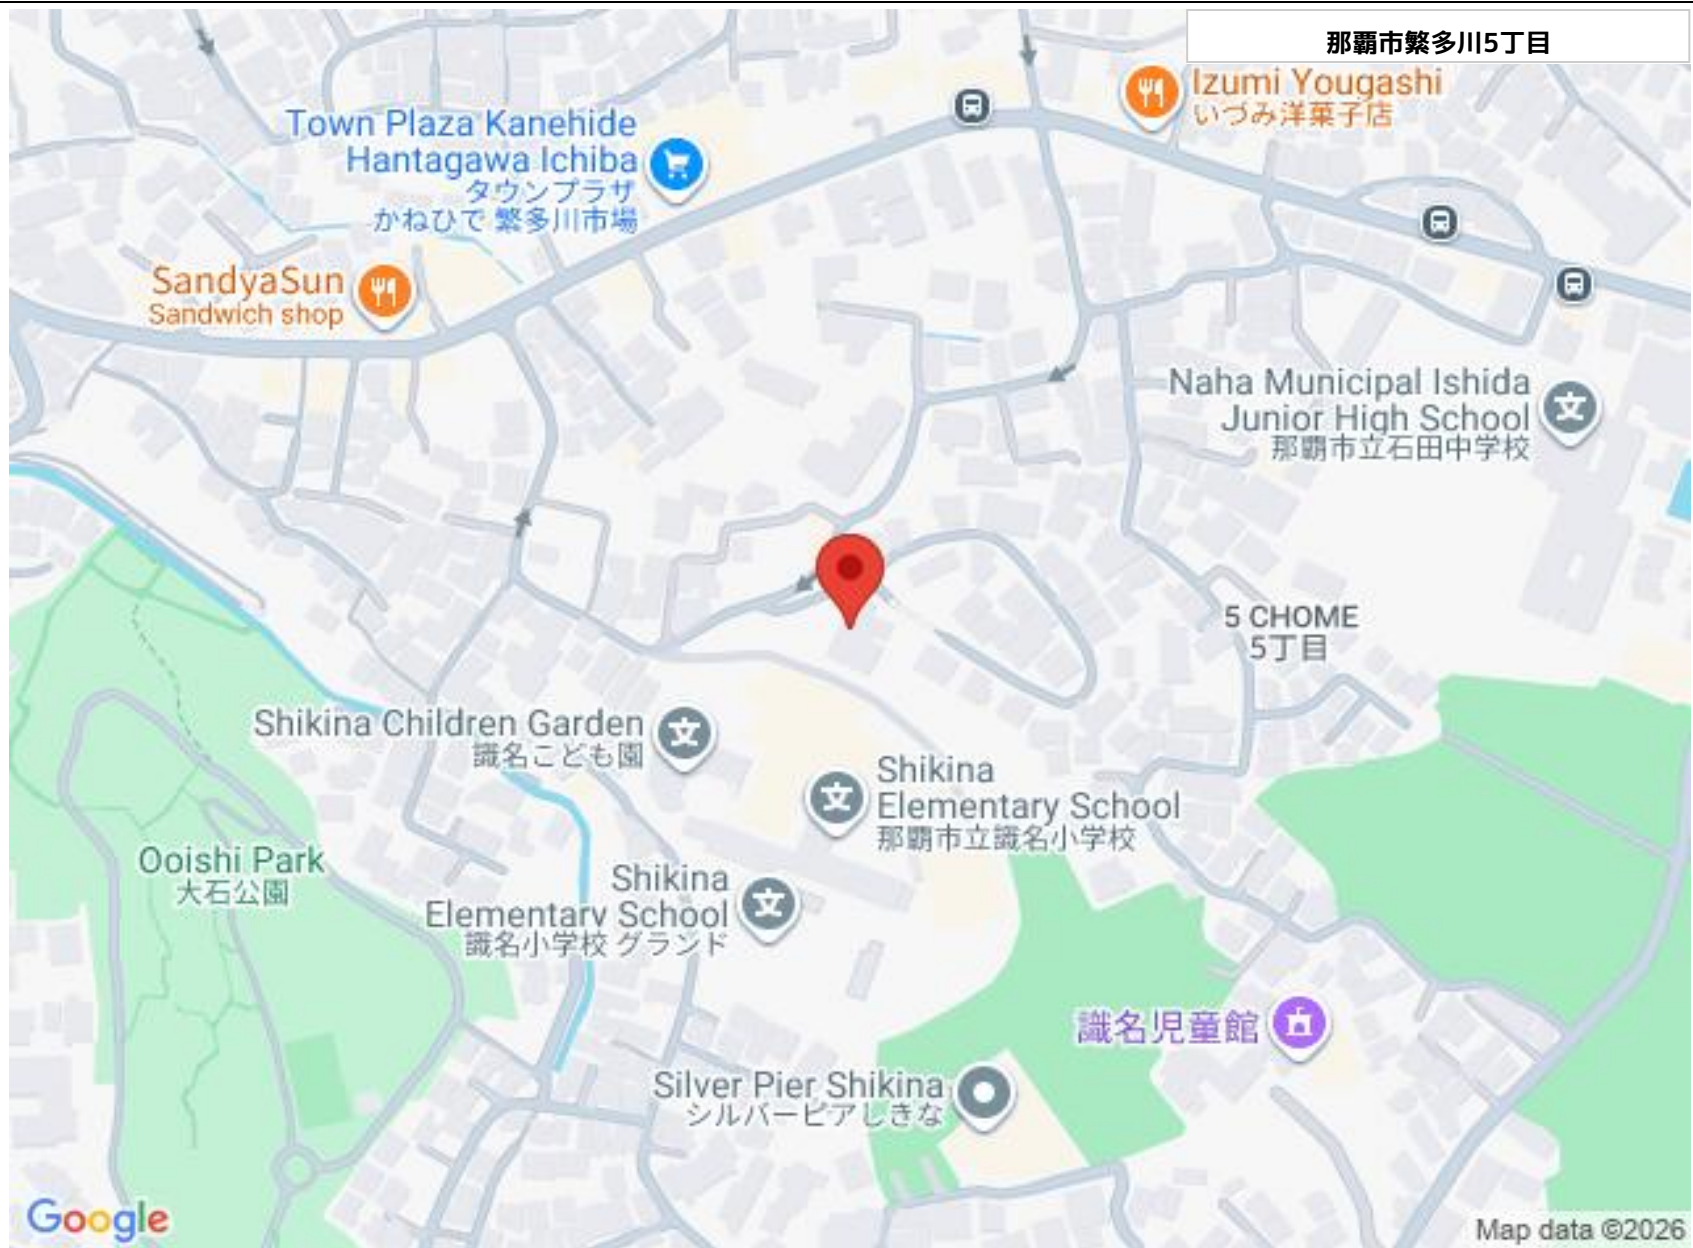 那覇市繁多川5丁目
Izumi Yougashi
いづみ洋菓子店
Town Plaza Kanehide
Hantagawa Ichiba
タウンプラザ
かねひで 繁多川市場
SandyaSun
Sandwich shop
Naha Municipal Ishida
Junior High School
那覇市立石田中学校
文
5 CHOME
5丁目
Shikina Children Garden
識名こども園
文
Shikina
Elementary School
那覇市立識名小学校
文
Ooishi Park
大石公園
Shikina
Elementary School
識名小学校 グランド
文
識名児童館
Silver Pier Shikina
シルバーピアしきな
Google
Map data ©2026